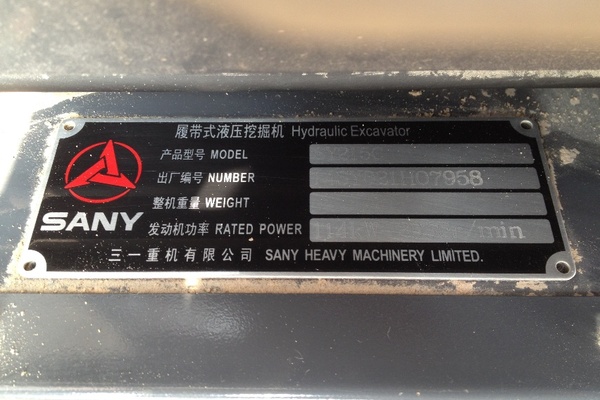 履带式液压挖掘机 Hydraulic Excavator
产品型号 MODEL
出厂编号 NUMBER 1H07958
整机重量 WEIGHT
发动机功率 RATED POWER /min
SANY
三一重机有限公司 SANY HEAVY MACHINERY LIMITED.